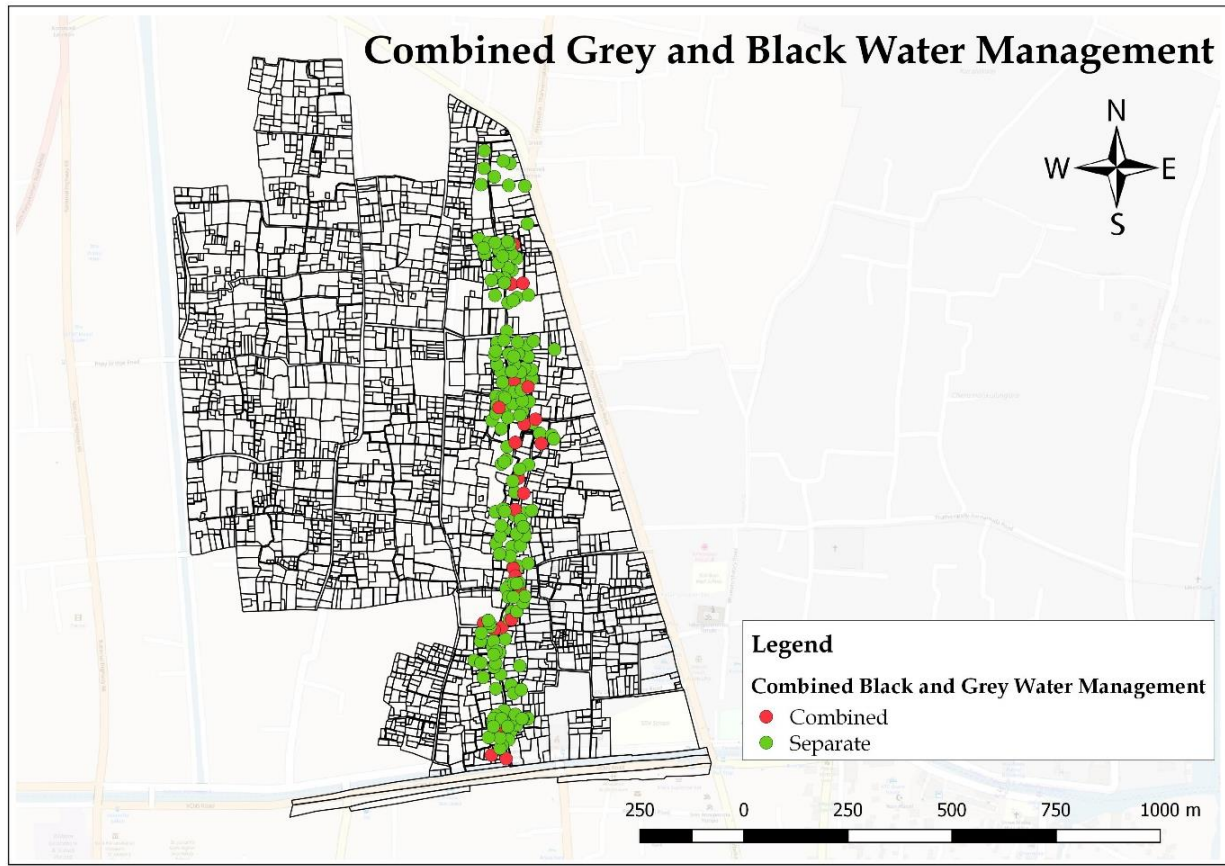 Combined Grey and Black Water Management
N
W E
S
Legend
Combined Black and Grey Water Management
Combined
Separate
250 0 250 500 750 1000 m